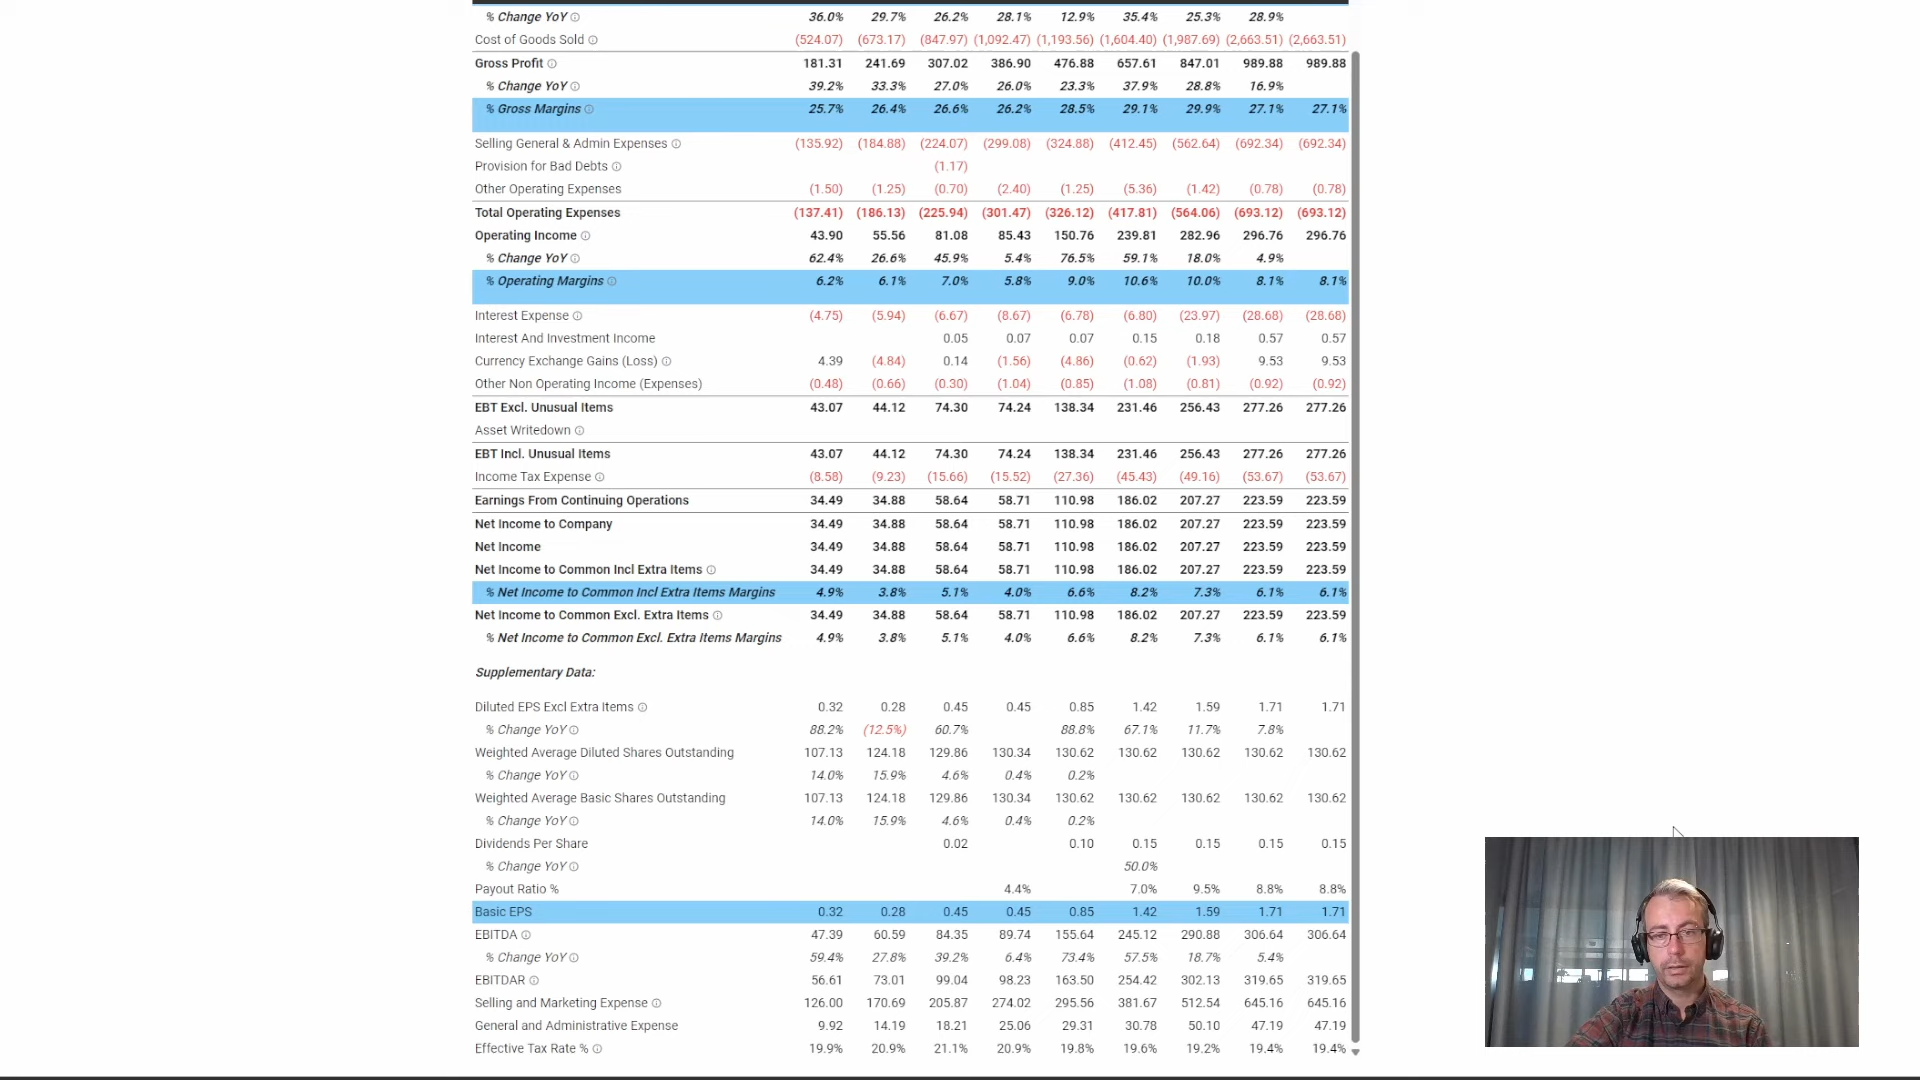 % Change YoY 36.0% 29.7% 26.2% 28.1% 12.9% 35.4% 25.3% 28.9%
Cost of Goods Sold (524.07) (673.17) (847.97) (1,092.47) (1,193.56) (1,604.40) (1,987.69) (2,663.51) (2,663.51)
Gross Profit 181.31 241.69 307.02 386.90 476.88 657.61 847.01 989.88 989.88
% Change YoY 39.2% 33.3% 27.0% 26.0% 23.3% 37.9% 28.8% 16.9%
% Gross Margins 25.7% 26.4% 26.6% 26.2% 28.5% 29.1% 29.9% 27.1% 27.1%
Selling General & Admin Expenses (135.92) (184.88) (224.07) (299.08) (324.88) (412.45) (562.64) (692.34) (692.34)
Provision for Bad Debts (1.17)
Other Operating Expenses (1.50) (1.25) (0.70) (2.40) (1.25) (5.36) (1.42) (0.78) (0.78)
Total Operating Expenses (137.41) (186.13) (225.94) (301.47) (326.12) (417.81) (564.06) (693.12) (693.12)
Operating Income 43.90 55.56 81.08 85.43 150.76 239.81 282.96 296.76 296.76
% Change YoY 62.4% 26.6% 45.9% 5.4% 76.5% 59.1% 18.0% 4.9%
% Operating Margins 6.2% 6.1% 7.0% 5.8% 9.0% 10.6% 10.0% 8.1% 8.1%
Interest Expense (4.75) (5.94) (6.67) (8.67) (6.78) (6.80) (23.97) (28.68) (28.68)
Interest And Investment Income 0.05 0.07 0.07 0.15 0.18 0.57 0.57
Currency Exchange Gains (Loss) 4.39 (4.84) 0.14 (1.56) (4.86) (0.62) (1.93) 9.53 9.53
Other Non Operating Income (Expenses) (0.48) (0.66) (0.30) (1.04) (0.85) (1.08) (0.81) (0.92) (0.92)
EBT Excl. Unusual Items 43.07 44.12 74.30 74.24 138.34 231.46 256.43 277.26 277.26
Asset Writedown
EBT Incl. Unusual Items 43.07 44.12 74.30 74.24 138.34 231.46 256.43 277.26 277.26
Income Tax Expense (8.58) (9.23) (15.66) (15.52) (27.36) (45.43) (49.16) (53.67) (53.67)
Earnings From Continuing Operations 34.49 34.88 58.64 58.71 110.98 186.02 207.27 223.59 223.59
Net Income to Company 34.49 34.88 58.64 58.71 110.98 186.02 207.27 223.59 223.59
Net Income 34.49 34.88 58.64 58.71 110.98 186.02 207.27 223.59 223.59
Net Income to Common Incl Extra Items 34.49 34.88 58.64 58.71 110.98 186.02 207.27 223.59 223.59
% Net Income to Common Incl Extra Items Margins 4.9% 3.8% 5.1% 4.0% 6.6% 8.2% 7.3% 6.1% 6.1%
Net Income to Common Excl. Extra Items 34.49 34.88 58.64 58.71 110.98 186.02 207.27 223.59 223.59
% Net Income to Common Excl. Extra Items Margins 4.9% 3.8% 5.1% 4.0% 6.6% 8.2% 7.3% 6.1% 6.1%
Supplementary Data:
Diluted EPS Excl Extra Items 0.32 0.28 0.45 0.45 0.85 1.42 1.59 1.71 1.71
% Change YoY 88.2% (12.5%) 60.7% 88.8% 67.1% 11.7% 7.8%
Weighted Average Diluted Shares Outstanding 107.13 124.18 129.86 130.34 130.62 130.62 130.62 130.62 130.62
% Change YoY 14.0% 15.9% 4.6% 0.4% 0.2%
Weighted Average Basic Shares Outstanding 107.13 124.18 129.86 130.34 130.62 130.62 130.62 130.62 130.62
% Change YoY 14.0% 15.9% 4.6% 0.4% 0.2%
Dividends Per Share 0.02 0.10 0.15 0.15 0.15 0.15
% Change YoY 50.0%
Payout Ratio % 4.4% 7.0% 9.5% 8.8% 8.8%
Basic EPS 0.32 0.28 0.45 0.45 0.85 1.42 1.59 1.71 1.71
EBITDA 47.39 60.59 84.35 89.74 155.64 245.12 290.88 306.64 306.64
% Change YoY 59.4% 27.8% 39.2% 6.4% 73.4% 57.5% 18.7% 5.4%
EBITDAR 56.61 73.01 99.04 98.23 163.50 254.42 302.13 319.65 319.65
Selling and Marketing Expense 126.00 170.69 205.87 274.02 295.56 381.67 512.54 645.16 645.16
General and Administrative Expense 9.92 14.19 18.21 25.06 29.31 30.78 50.10 47.19 47.19
Effective Tax Rate % 19.9% 20.9% 21.1% 20.9% 19.8% 19.6% 19.2% 19.4% 19.4%